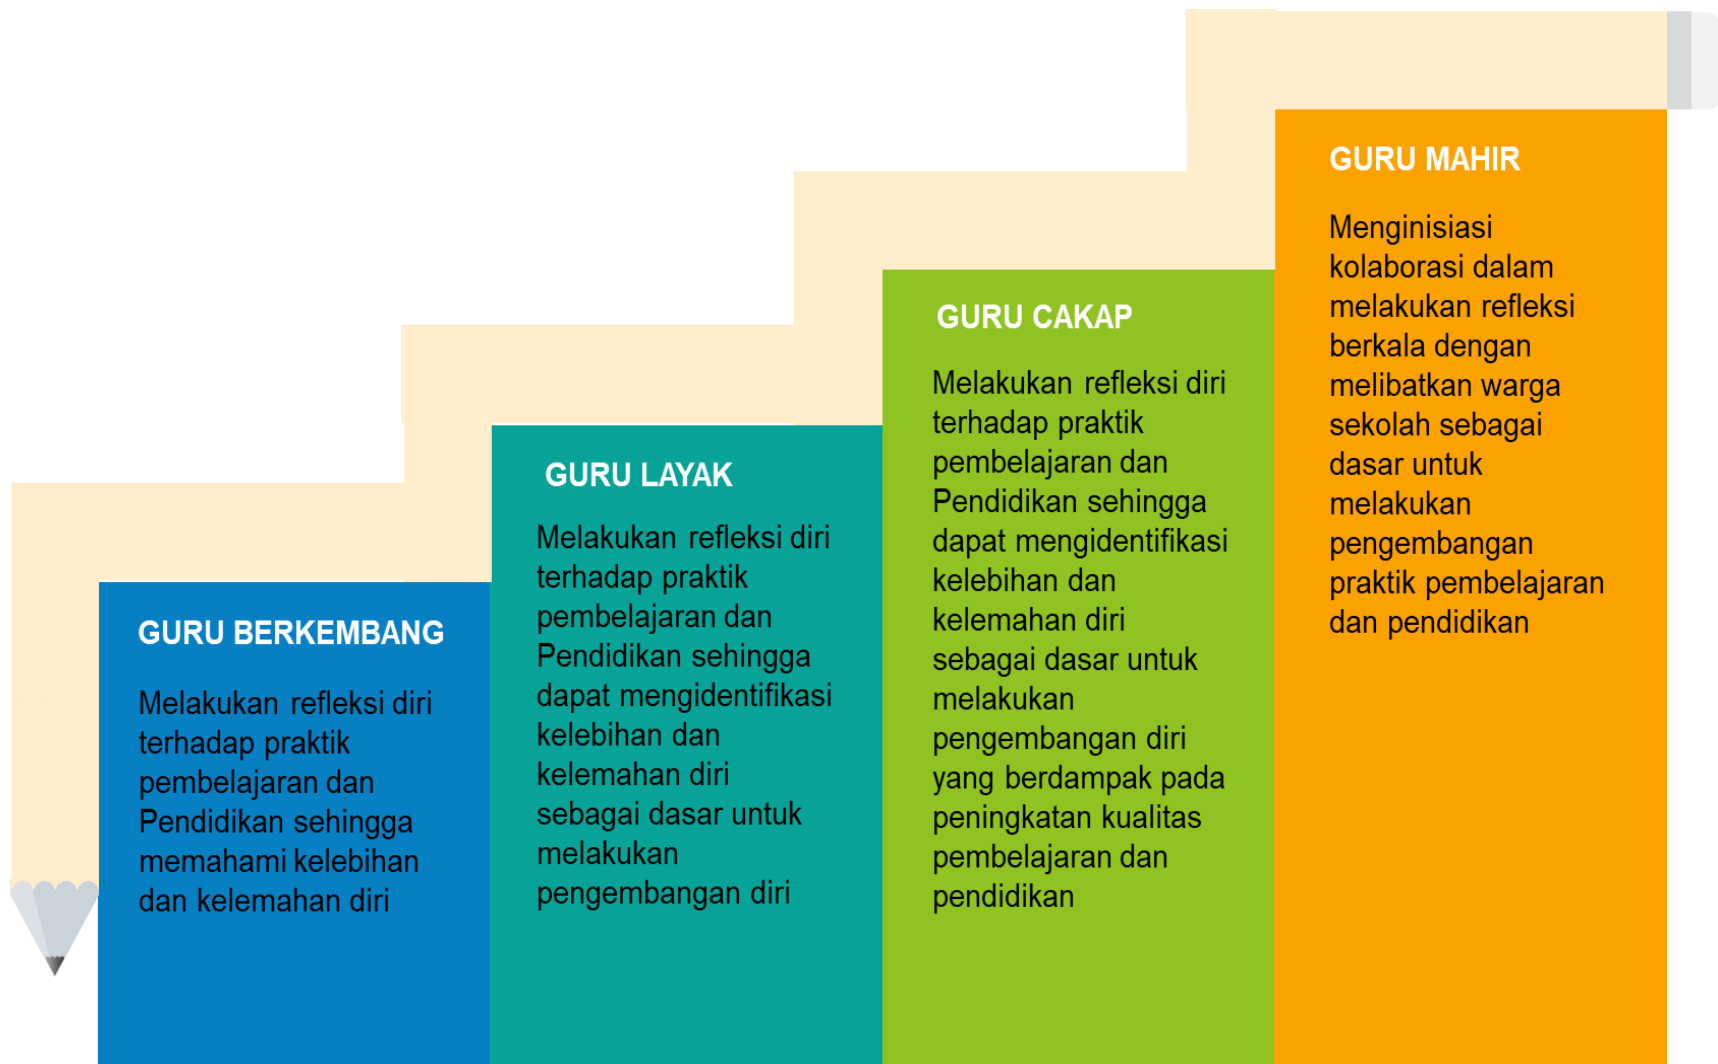 GURU BERKEMBANG
Melakukan refleksi diri
terhadap praktik
pembelajaran dan
Pendidikan sehingga
memahami kelebihan
dan kelemahan diri
GURU LAYAK
Melakukan refleksi diri
terhadap praktik
pembelajaran dan
Pendidikan sehingga
dapat mengidentifikasi
kelebihan dan
kelemahan diri
sebagai dasar untuk
melakukan
pengembangan diri
GURU CAKAP
Melakukan refleksi diri
terhadap praktik
pembelajaran dan
Pendidikan sehingga
dapat mengidentifikasi
kelebihan dan
kelemahan diri
sebagai dasar untuk
melakukan
pengembangan diri
yang berdampak pada
peningkatan kualitas
pembelajaran dan
pendidikan
GURU MAHIR
Menginisiasi
kolaborasi dalam
melakukan refleksi
berkala dengan
melibatkan warga
sekolah sebagai
dasar untuk
melakukan
pengembangan
praktik pembelajaran
dan pendidikan